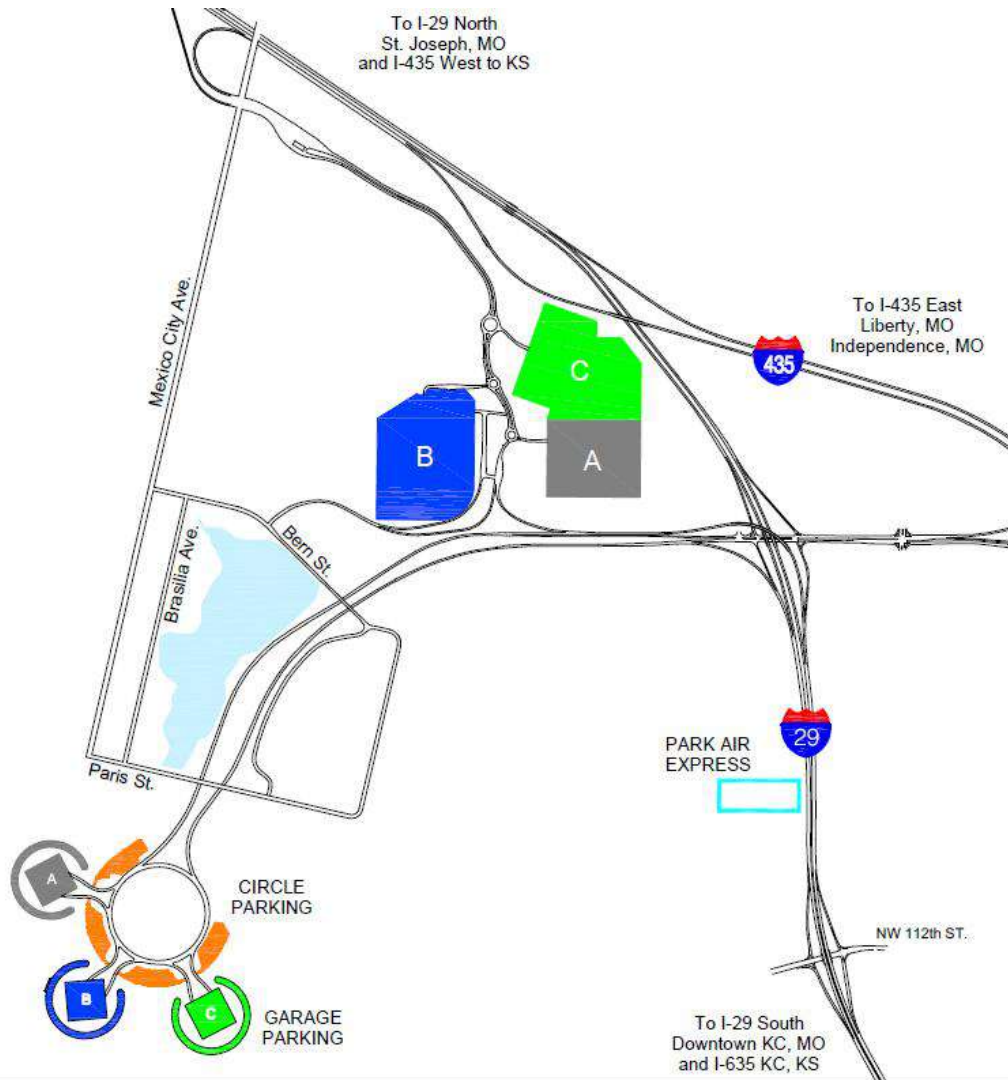 To I-29 North
St. Joseph, MO
and I-435 West to KS
Mexico City Ave.
To I-435 East
Liberty, MO
Independence, MO
435
C
B
A
Bern St.
Brasilia Ave.
29
PARK AIR
EXPRESS
Paris St.
A
CIRCLE
PARKING
NW 112th ST.
B
C
GARAGE
PARKING
To I-29 South
Downtown KC, MO
and I-635 KC, KS